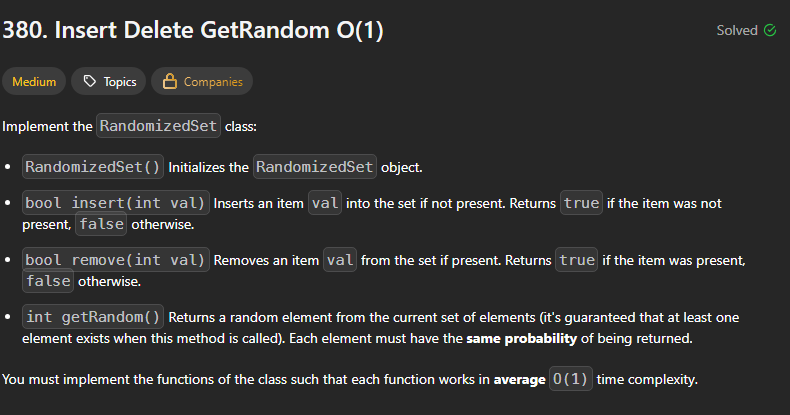 380. Insert Delete GetRandom O(1)
Solved
Medium
Topics
Companies
Implement the RandomizedSet class:
• RandomizedSet() Initializes the RandomizedSet object.
• bool insert(int val) Inserts an item val into the set if not present. Returns true if the item was not
present, false otherwise.
• bool remove(int val) Removes an item val from the set if present. Returns true if the item was present,
false otherwise.
• int getRandom() Returns a random element from the current set of elements (it's guaranteed that at least one
element exists when this method is called). Each element must have the same probability of being returned.
You must implement the functions of the class such that each function works in average O(1) time complexity.